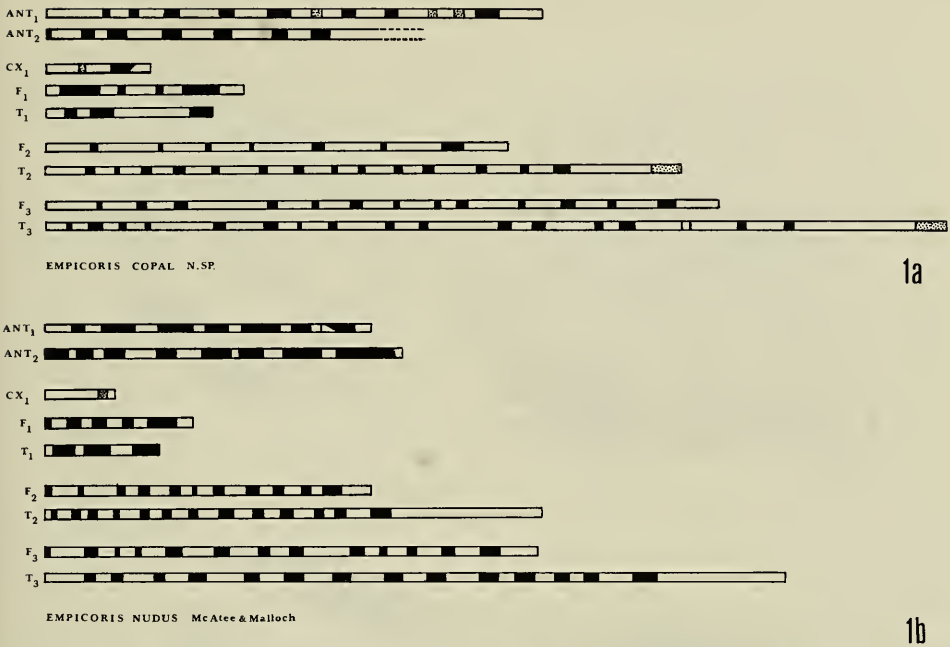 ANT₁
ANT₂
CX₁
F₁
T₁
F₂
T₂
F₃
T₃
EMPICORIS COPAL N.SP.
1a
ANT₁
ANT₂
CX₁
F₁
T₁
F₂
T₂
F₃
T₃
EMPICORIS NUDUS McAtee & Malloch
1b